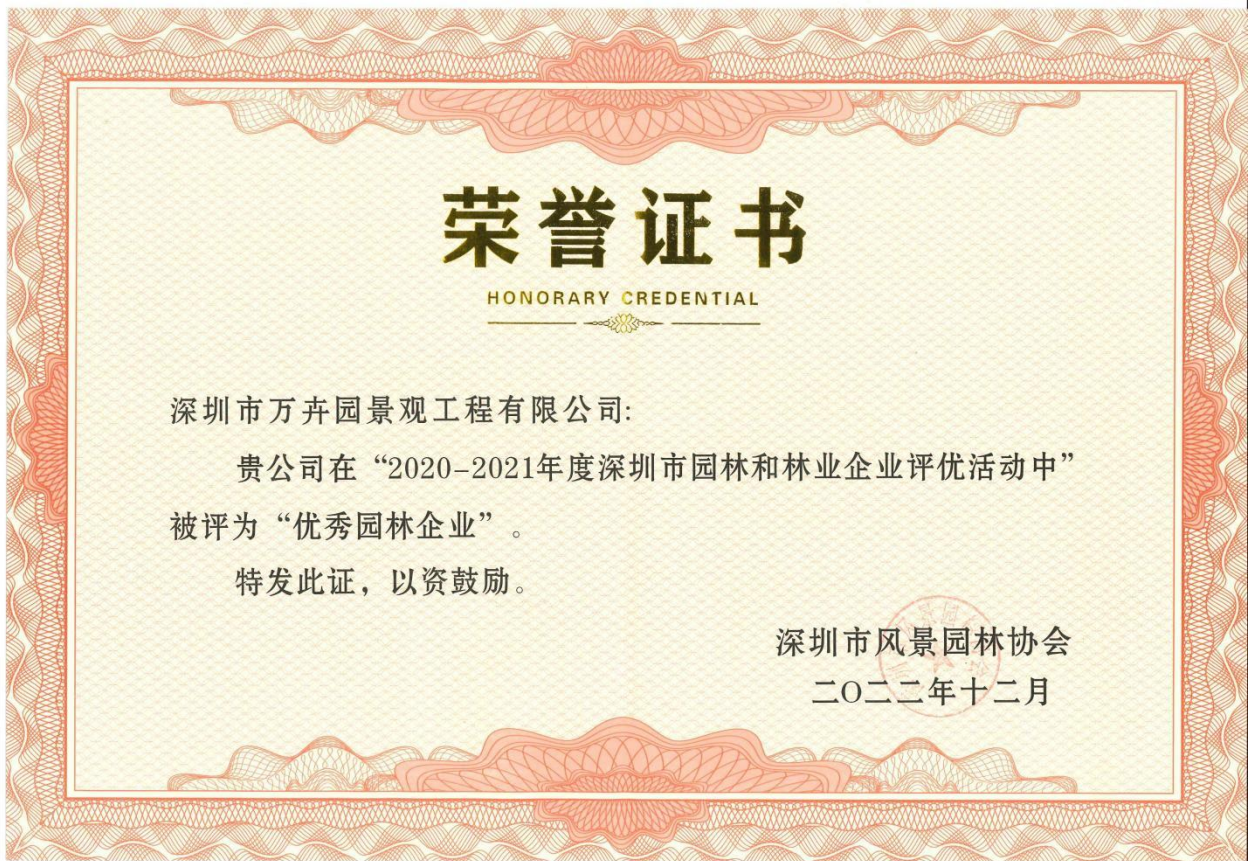 荣誉证书
HONORARY CREDENTIAL
深圳市万卉园景观工程有限公司:
贵公司在“2020-2021年度深圳市园林和林业企业评优活动中”
被评为“优秀园林企业”。
特发此证，以资鼓励。
深圳市风景园林协会
二〇二二年十二月